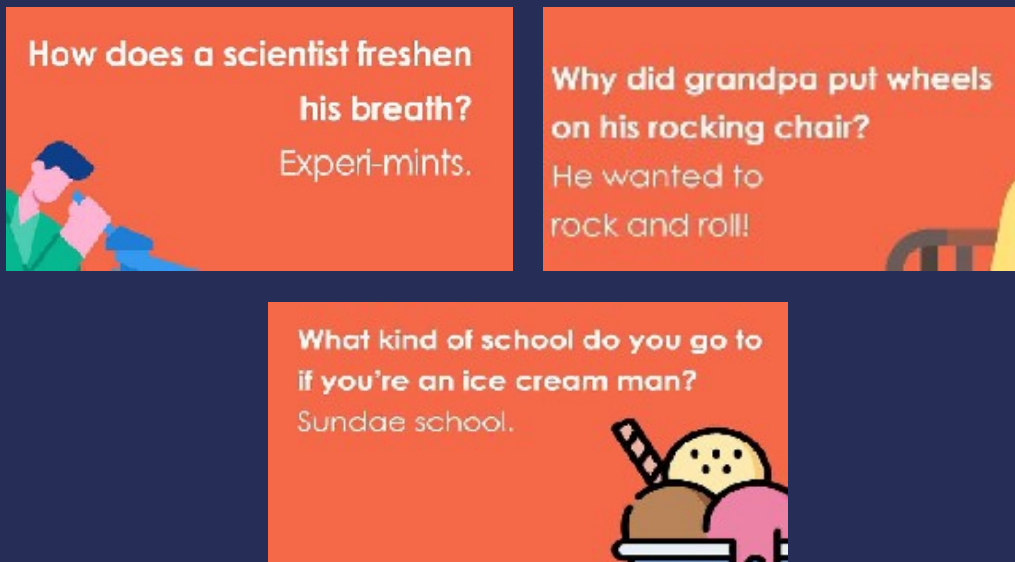 How does a scientist freshen
his breath?
Experi-mints.
Why did grandpa put wheels
on his rocking chair?
He wanted to
rock and roll!
What kind of school do you go to
if you're an ice cream man?
Sundae school.